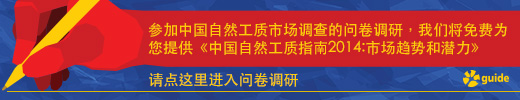 参加中国自然工质市场调查的问卷调研，我们将免费为
您提供《中国自然工质指南2014:市场趋势和潜力》
请点这里进入问卷调研
guide